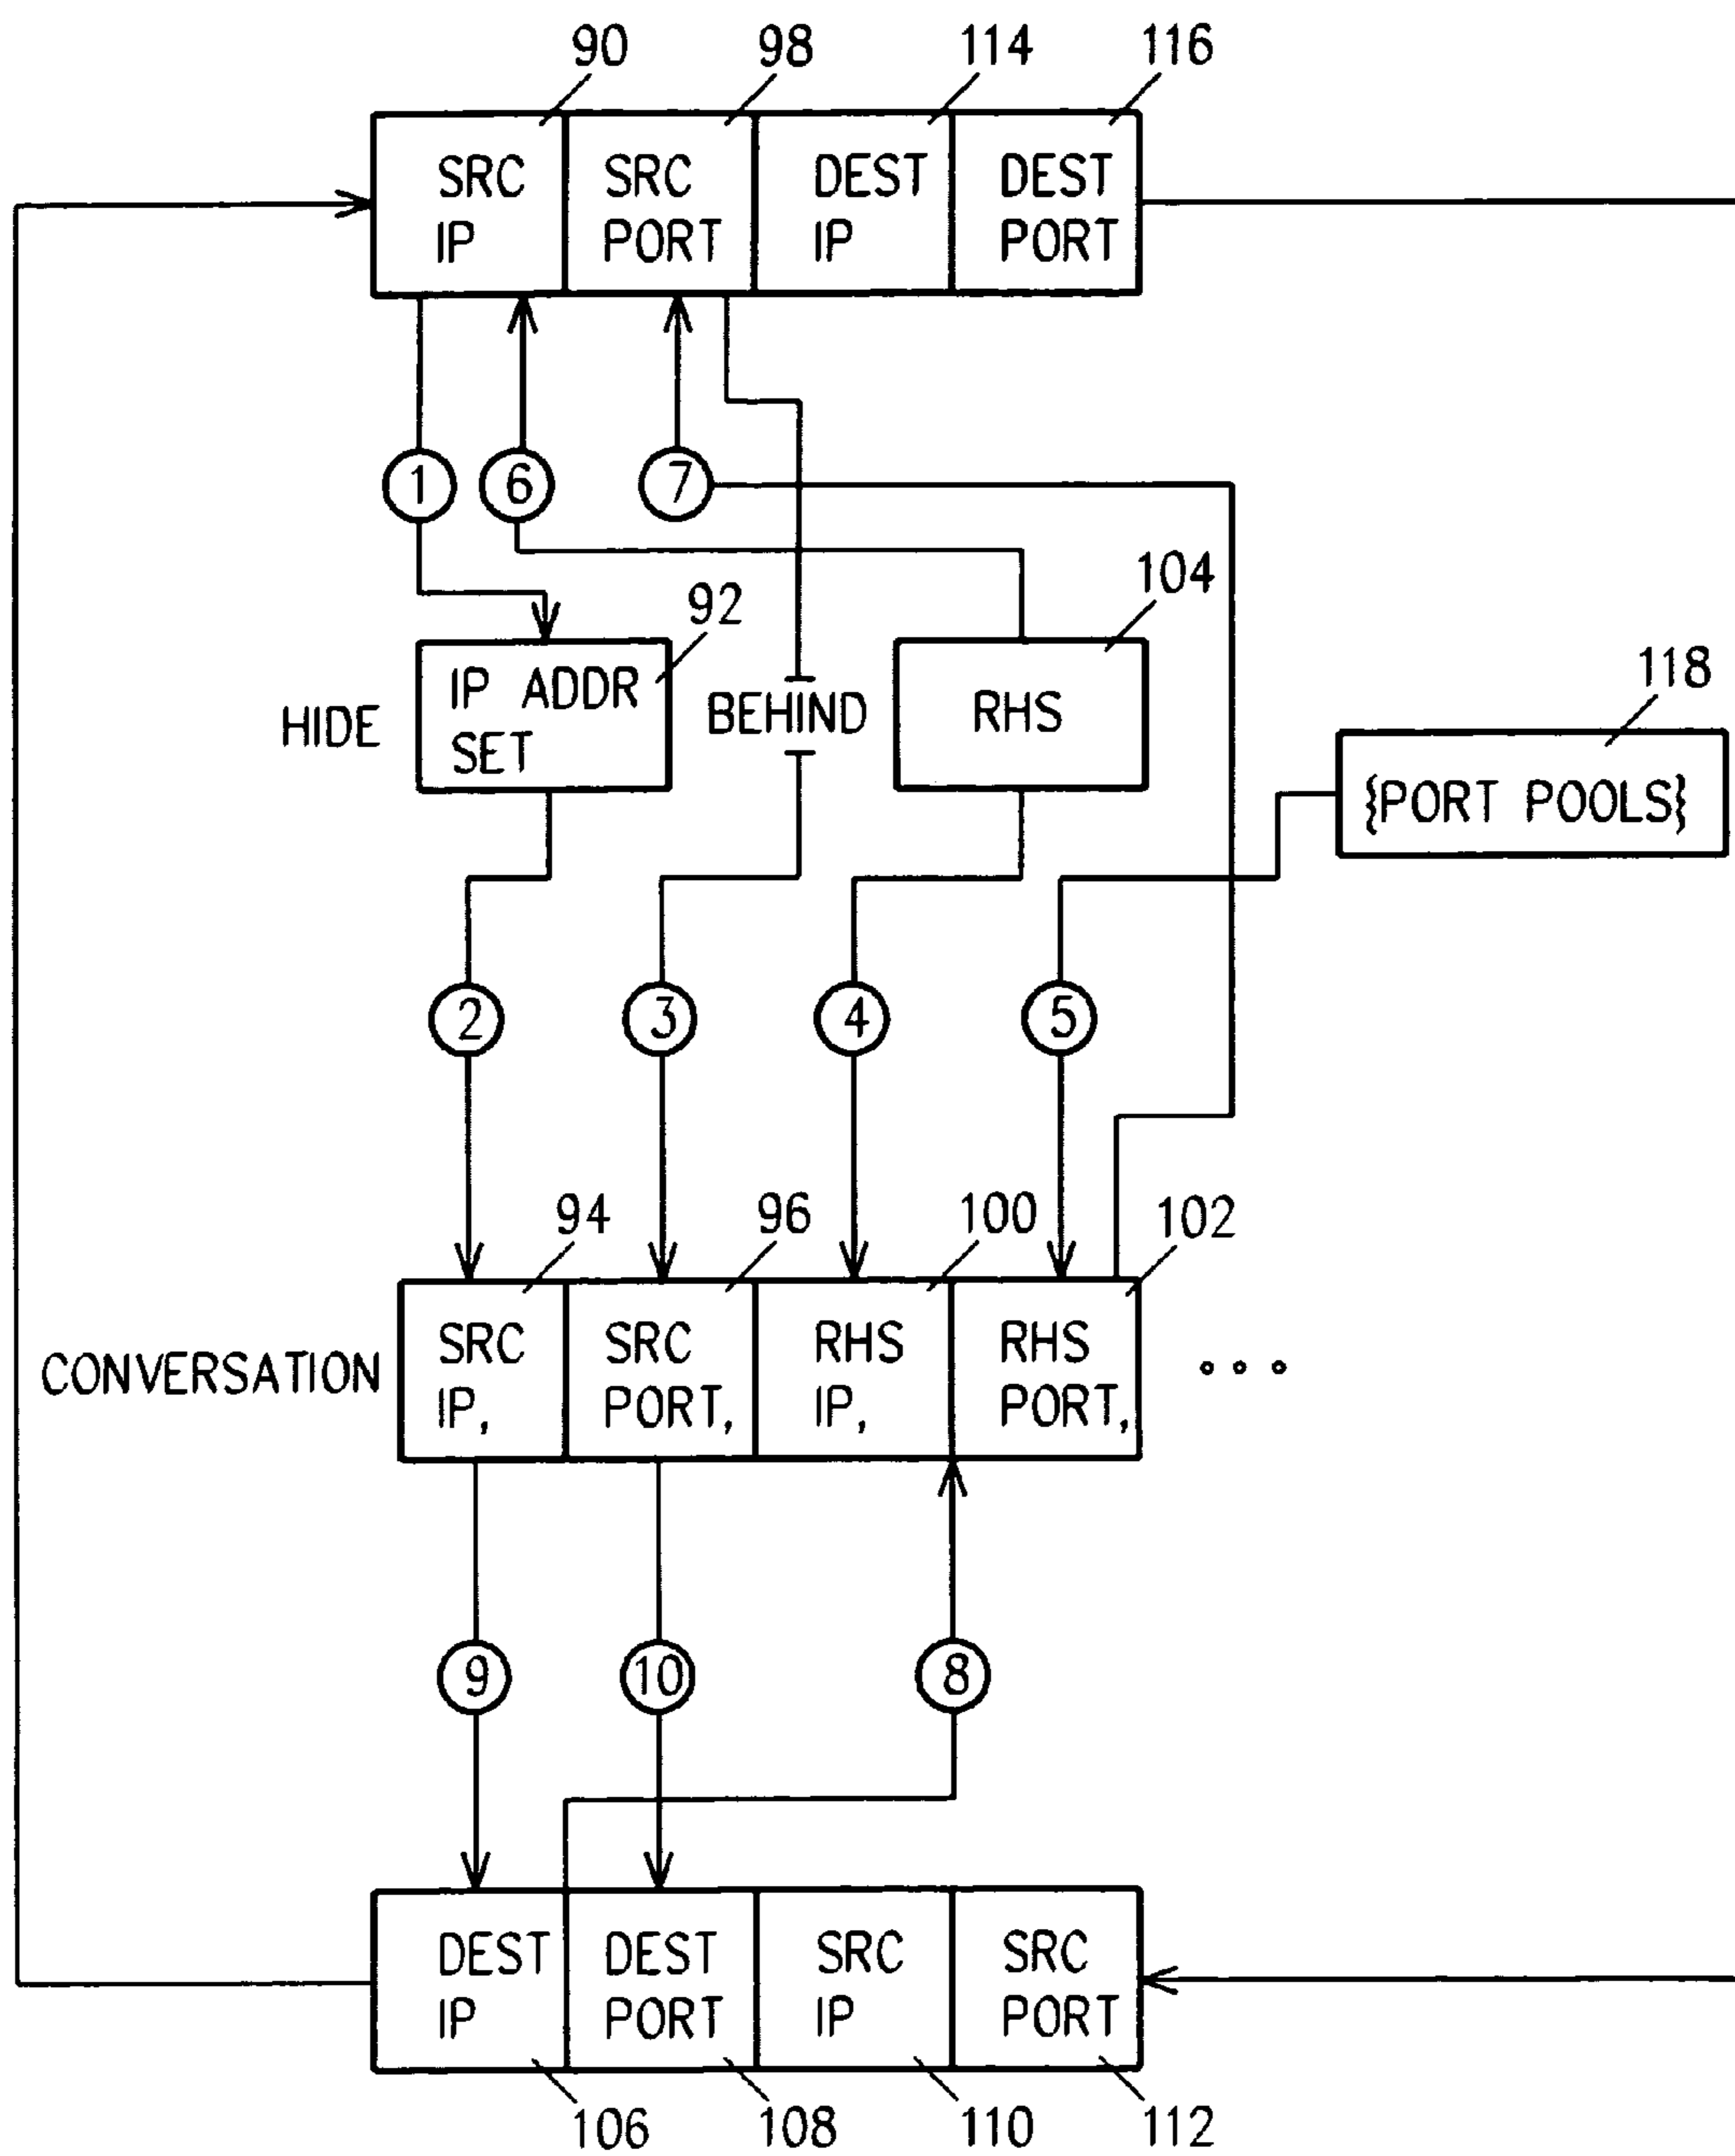 90 98 114 116
SRC IP
SRC PORT
DEST IP
DEST PORT
1 6 7
104
92
118
HIDE
IP ADDR SET
BEHIND
RHS
{PORT POOLS}
2 3 4 5
94 96 100 102
CONVERSATION
SRC IP,
SRC PORT,
RHS IP,
RHS PORT,
...
9 10 8
DEST IP
DEST PORT
SRC IP
SRC PORT
106 108 110 112